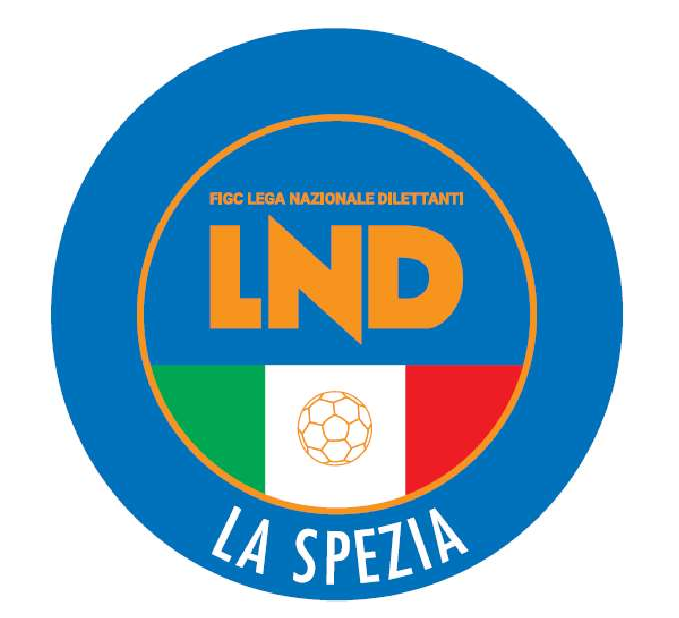 FIGC LEGA NAZIONALE DILETTANTI
LND
LA SPEZIA